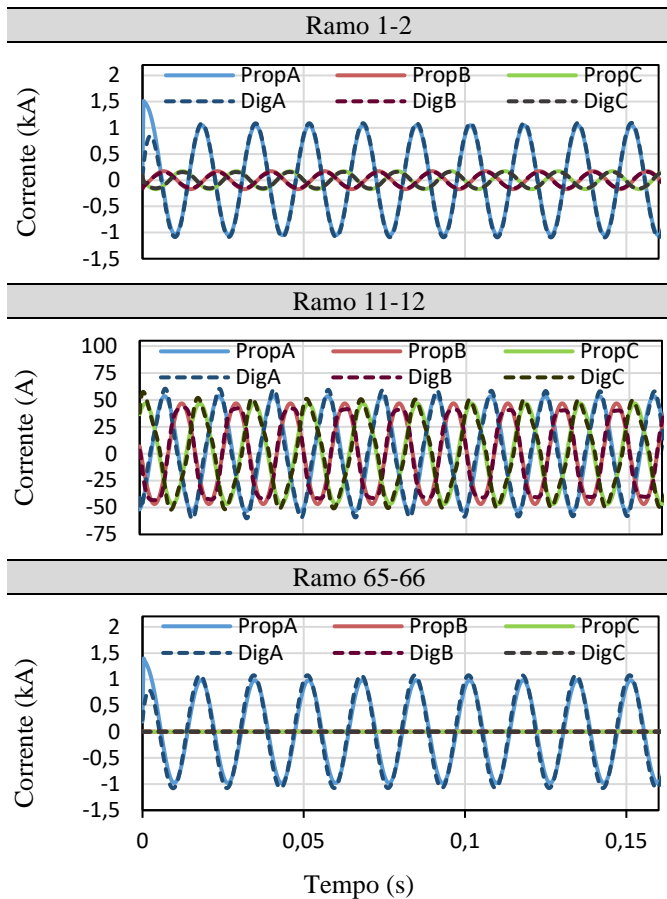 Ramo 1-2
Corrente (kA)
2
1,5
1
0,5
0
-0,5
-1
-1,5
PropA PropB PropC
DigA DigB DigC
Ramo 11-12
Corrente (A)
100
75
50
25
0
-25
-50
-75
PropA PropB PropC
DigA DigB DigC
Ramo 65-66
Corrente (kA)
2
1,5
1
0,5
0
-0,5
-1
-1,5
PropA PropB PropC
DigA DigB DigC
0 0,05 0,1 0,15
Tempo (s)